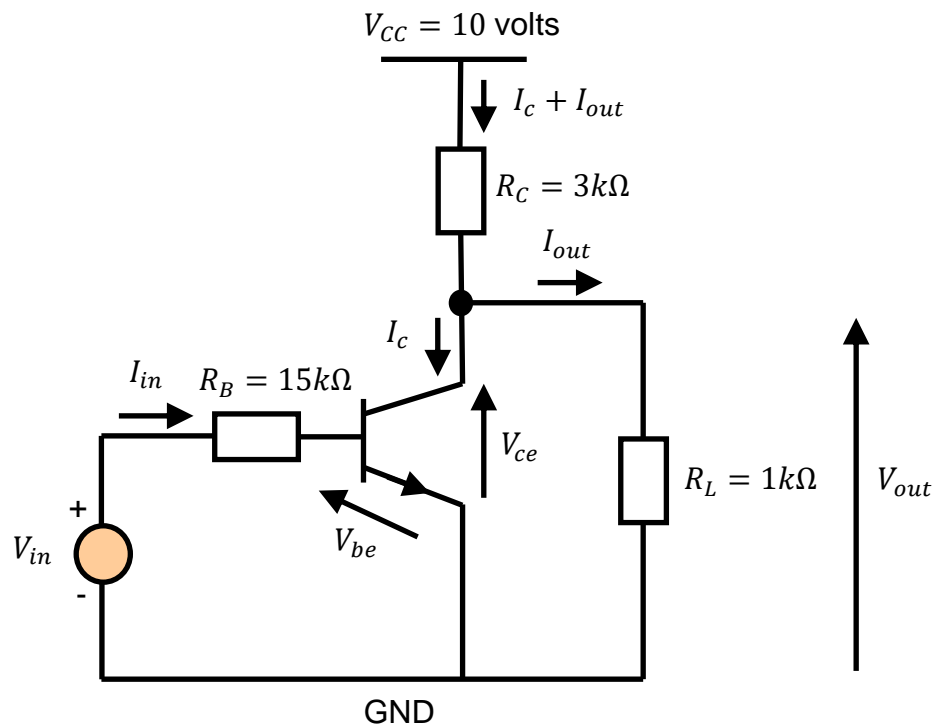 V_CC = 10 volts
I_c + I_out
R_C = 3kΩ
I_out
I_c
I_in
R_B = 15kΩ
V_ce
R_L = 1kΩ
V_out
+
V_be
V_in
-
GND